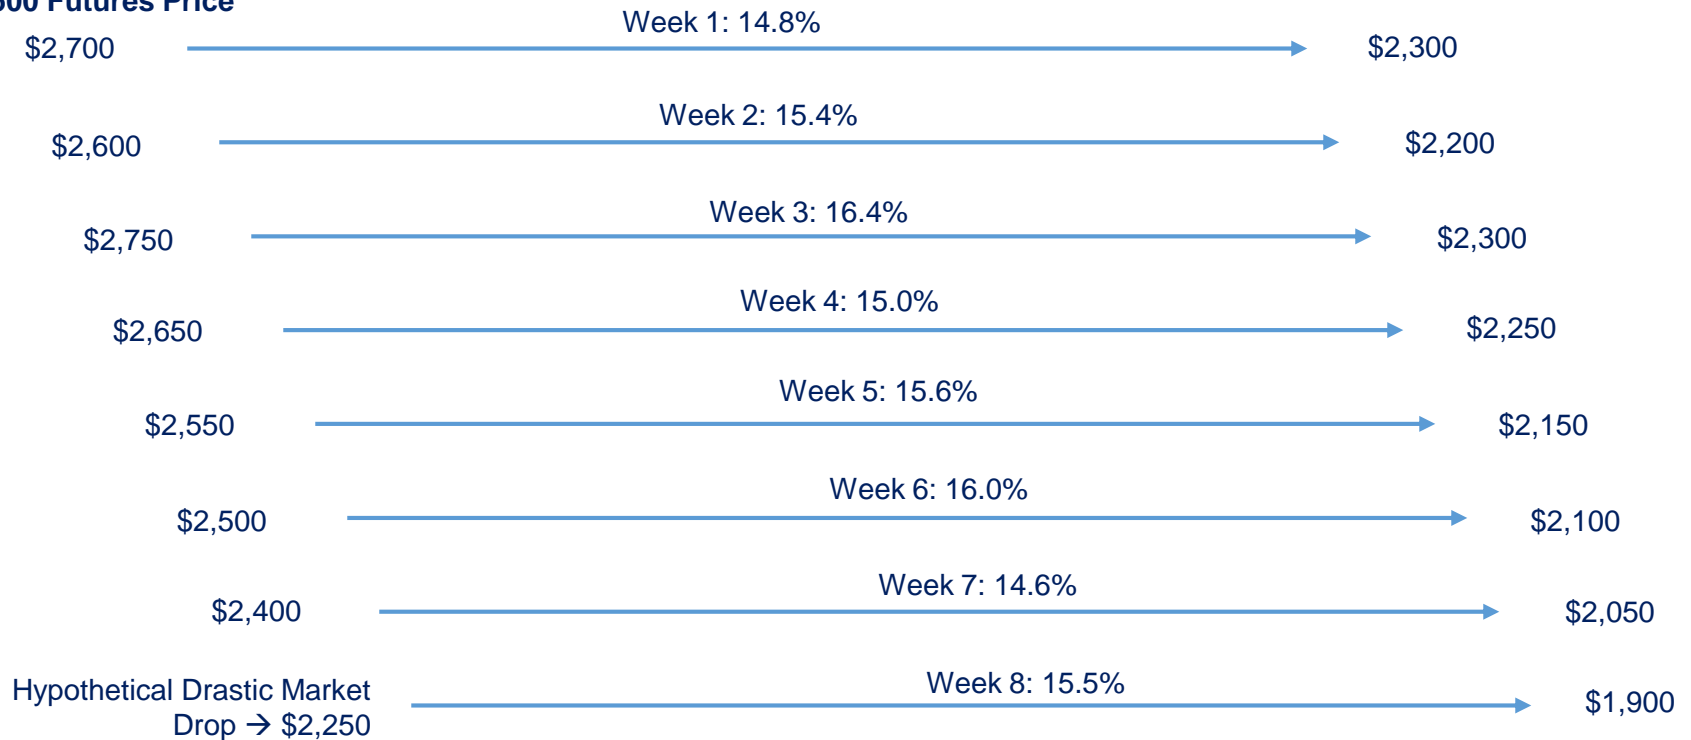 500 Futures Price
Week 1: 14.8%
$2,700
$2,300
Week 2: 15.4%
$2,600
$2,200
Week 3: 16.4%
$2,750
$2,300
Week 4: 15.0%
$2,650
$2,250
Week 5: 15.6%
$2,550
$2,150
Week 6: 16.0%
$2,500
$2,100
Week 7: 14.6%
$2,400
$2,050
Week 8: 15.5%
Hypothetical Drastic Market
Drop → $2,250
$1,900